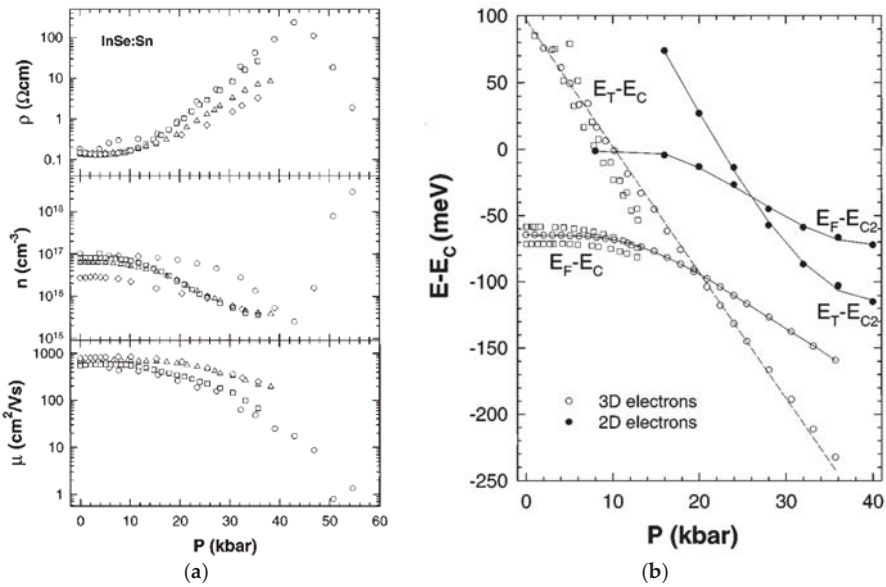 InSe:Sn
ρ (Ωcm)
100
10
1
0.1
n (cm⁻³)
10¹⁸
10¹⁷
10¹⁶
10¹⁵
μ (cm²/Vs)
1000
100
10
1
0 10 20 30 40 50 60
P (kbar)
(a)
E-E_C (meV)
100
50
0
-50
-100
-150
-200
-250
E_T-E_C
E_F-E_C2
E_F-E_C
E_T-E_C2
3D electrons
2D electrons
0 10 20 30 40
P (kbar)
(b)